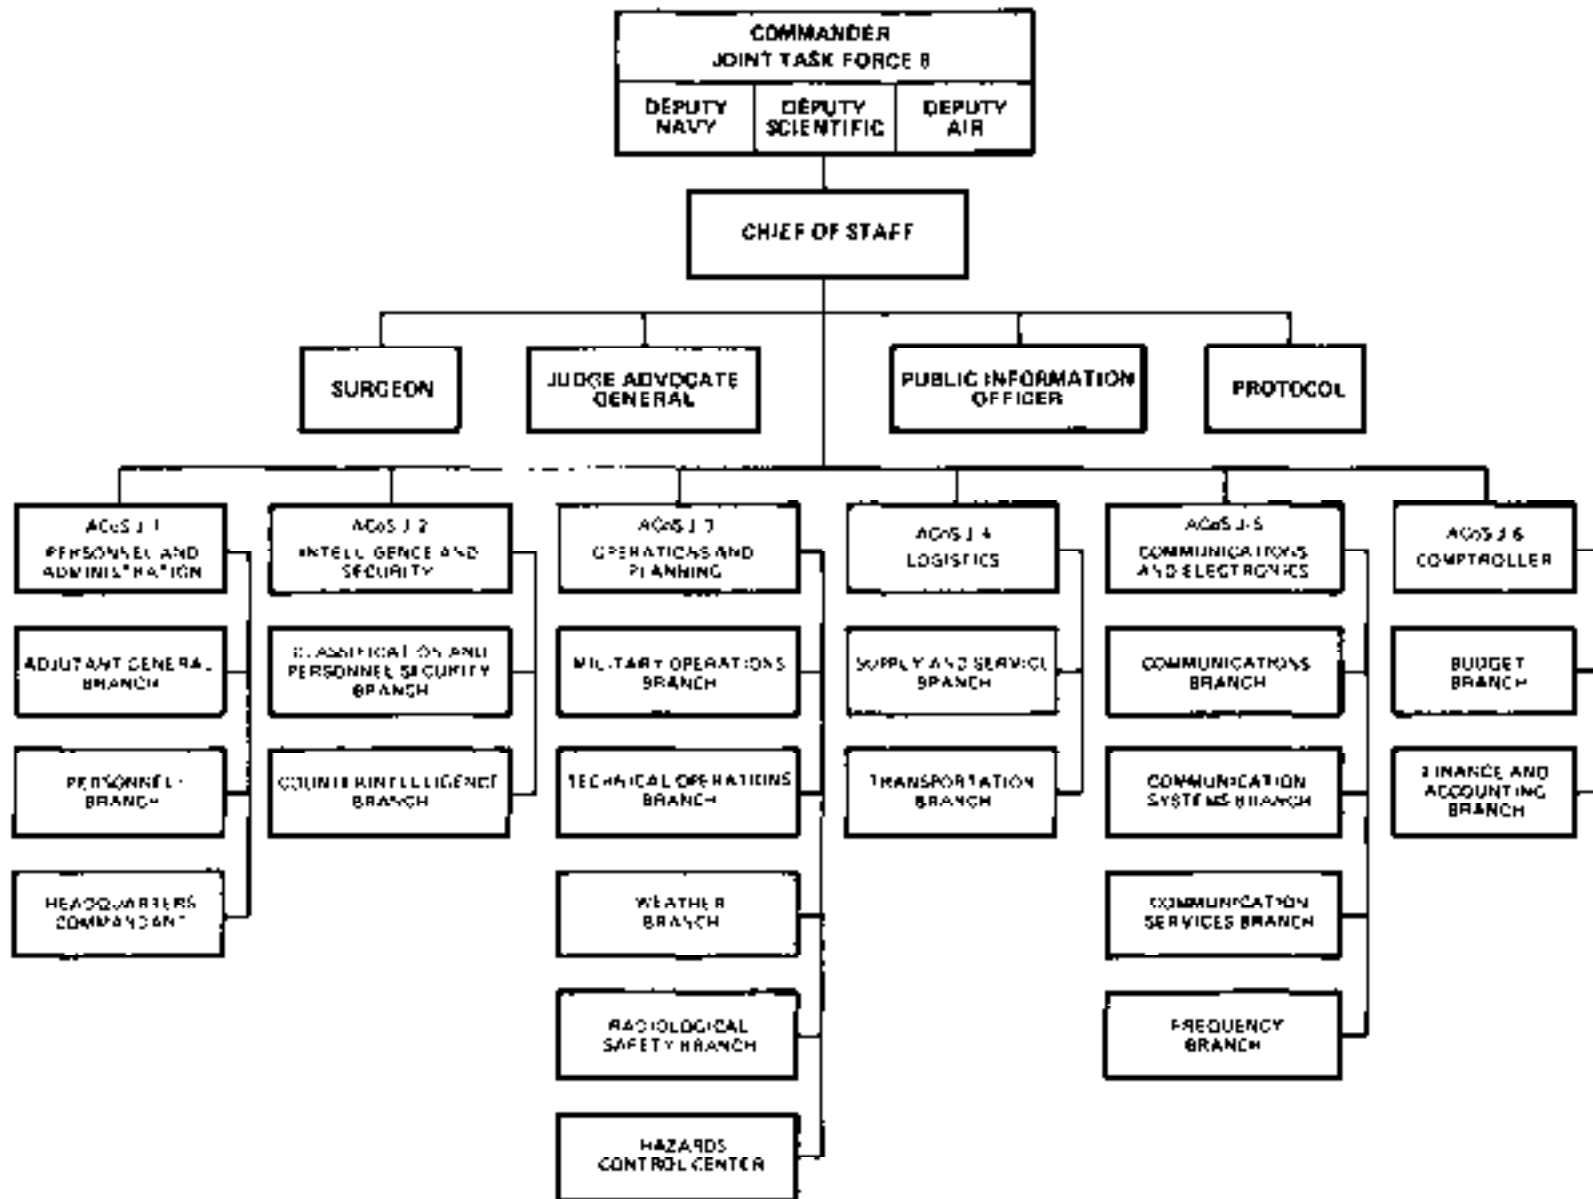 COMMANDER
JOINT TASK FORCE 8
DEPUTY
NAVY
DEPUTY
SCIENTIFIC
DEPUTY
AIR
CHIEF OF STAFF
SURGEON
JUDGE ADVOCATE
GENERAL
PUBLIC INFORMATION
OFFICER
PROTOCOL
ACoS J-1
PERSONNEL AND
ADMINISTRATION
ADJUTANT GENERAL
BRANCH
PERSONNEL
BRANCH
HEADQUARTERS
COMMANDANT
ACoS J-2
INTELLIGENCE AND
SECURITY
CLASSIFICATION AND
PERSONNEL SECURITY
BRANCH
COUNTERINTELLIGENCE
BRANCH
ACoS J-3
OPERATIONS AND
PLANNING
MILITARY OPERATIONS
BRANCH
TECHNICAL OPERATIONS
BRANCH
WEATHER
BRANCH
RADIOLOGICAL
SAFETY BRANCH
HAZARDS
CONTROL CENTER
ACoS J-4
LOGISTICS
SUPPLY AND SERVICE
BRANCH
TRANSPORTATION
BRANCH
ACoS J-5
COMMUNICATIONS
AND ELECTRONICS
COMMUNICATIONS
BRANCH
COMMUNICATION
SYSTEMS BRANCH
COMMUNICATION
SERVICES BRANCH
FREQUENCY
BRANCH
ACoS J-6
COMPTROLLER
BUDGET
BRANCH
FINANCE AND
ACCOUNTING
BRANCH